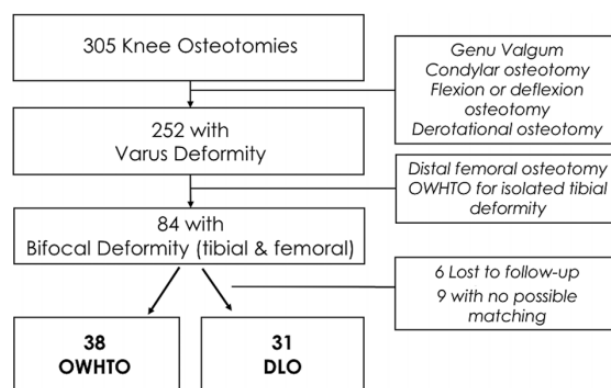 305 Knee Osteotomies
Genu Valgum
Condylar osteotomy
Flexion or deflexion
osteotomy
Derotational osteotomy
252 with
Varus Deformity
Distal femoral osteotomy
OWHTO for isolated tibial
deformity
84 with
Bifocal Deformity (tibial & femoral)
6 Lost to follow-up
9 with no possible
matching
38
OWHTO
31
DLO